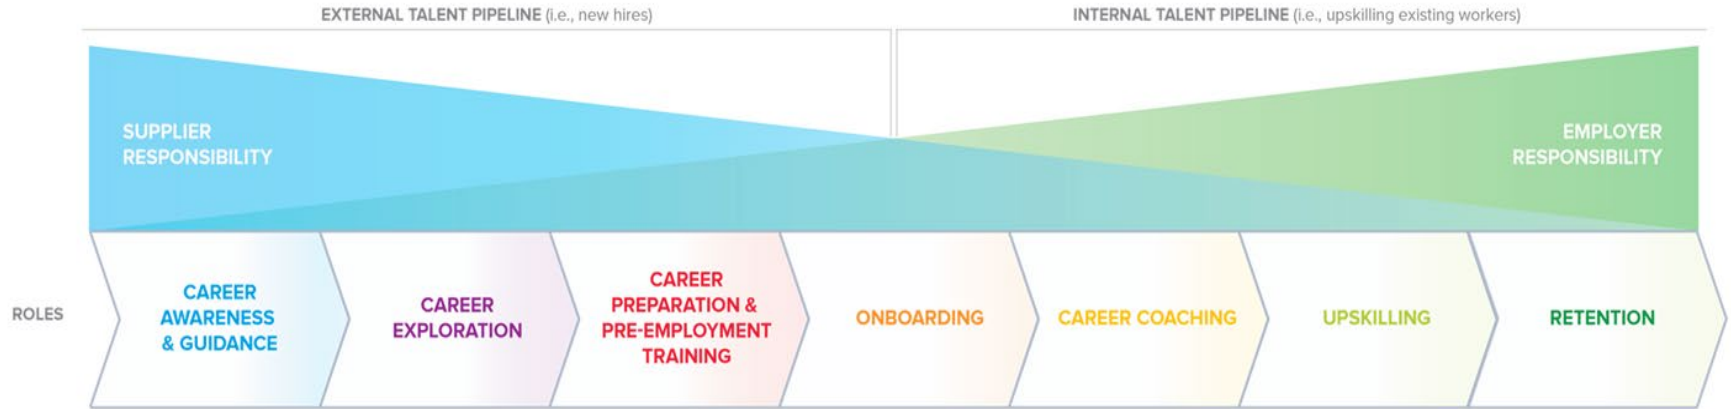 EXTERNAL TALENT PIPELINE (i.e., new hires)
INTERNAL TALENT PIPELINE (i.e., upskilling existing workers)
SUPPLIER
RESPONSIBILITY
EMPLOYER
RESPONSIBILITY
ROLES
CAREER
AWARENESS
& GUIDANCE
CAREER
EXPLORATION
CAREER
PREPARATION &
PRE-EMPLOYMENT
TRAINING
ONBOARDING
CAREER COACHING
UPSKILLING
RETENTION